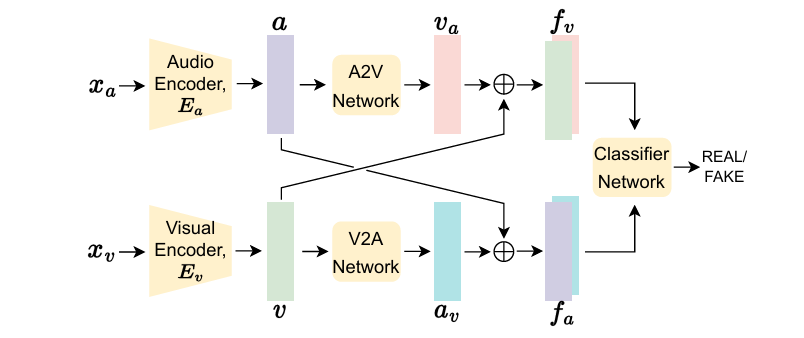 a
v_a
f_v
x_a
Audio
Encoder,
E_a
A2V
Network
Classifier
Network
REAL/
FAKE
x_v
Visual
Encoder,
E_v
V2A
Network
v
a_v
f_a